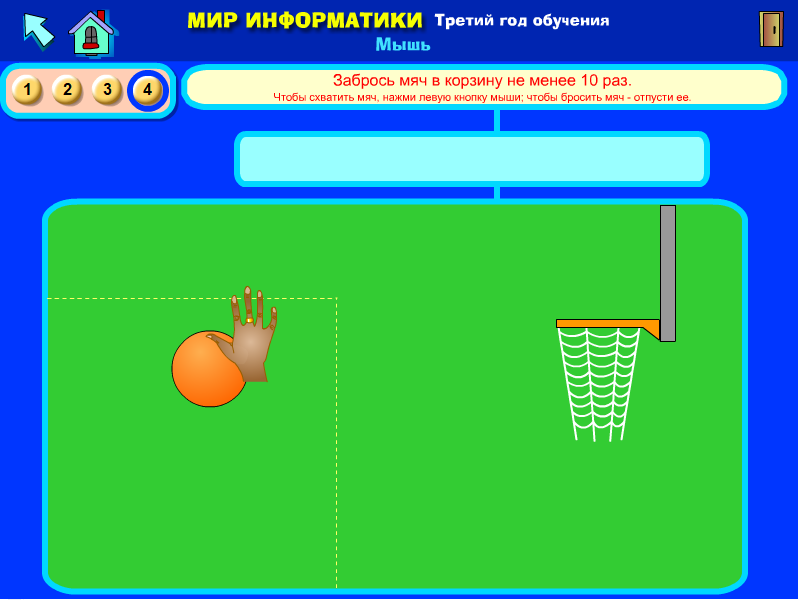 МИР ИНФОРМАТИКИ Третий год обучения
Мышь
1 2 3 4
Забрось мяч в корзину не менее 10 раз.
Чтобы схватить мяч, нажми левую кнопку мыши; чтобы бросить мяч - отпусти ее.